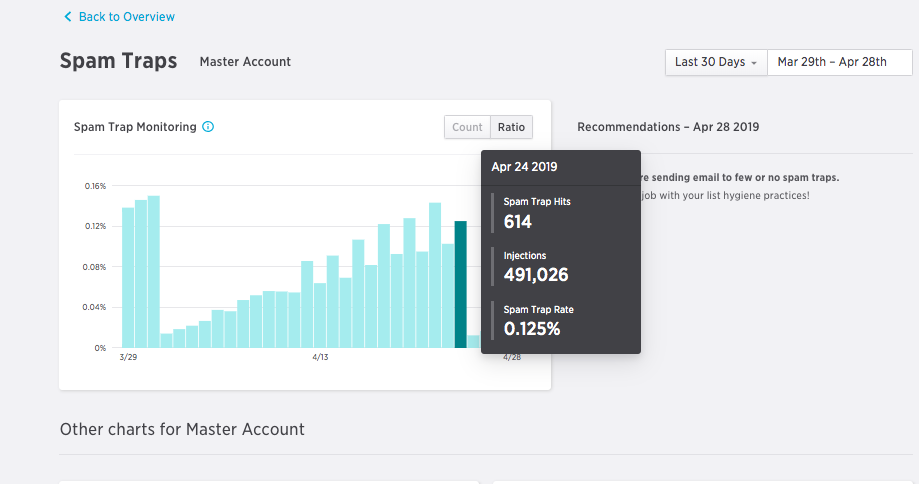 Back to Overview
Spam Traps Master Account
Last 30 Days Mar 29th – Apr 28th
Spam Trap Monitoring
Count Ratio
0.16%
0.12%
0.08%
0.04%
0%
3/29 4/13 4/28
Apr 24 2019
Spam Trap Hits
614
Injections
491,026
Spam Trap Rate
0.125%
Recommendations – Apr 28 2019
sending email to few or no spam traps.
job with your list hygiene practices!
Other charts for Master Account